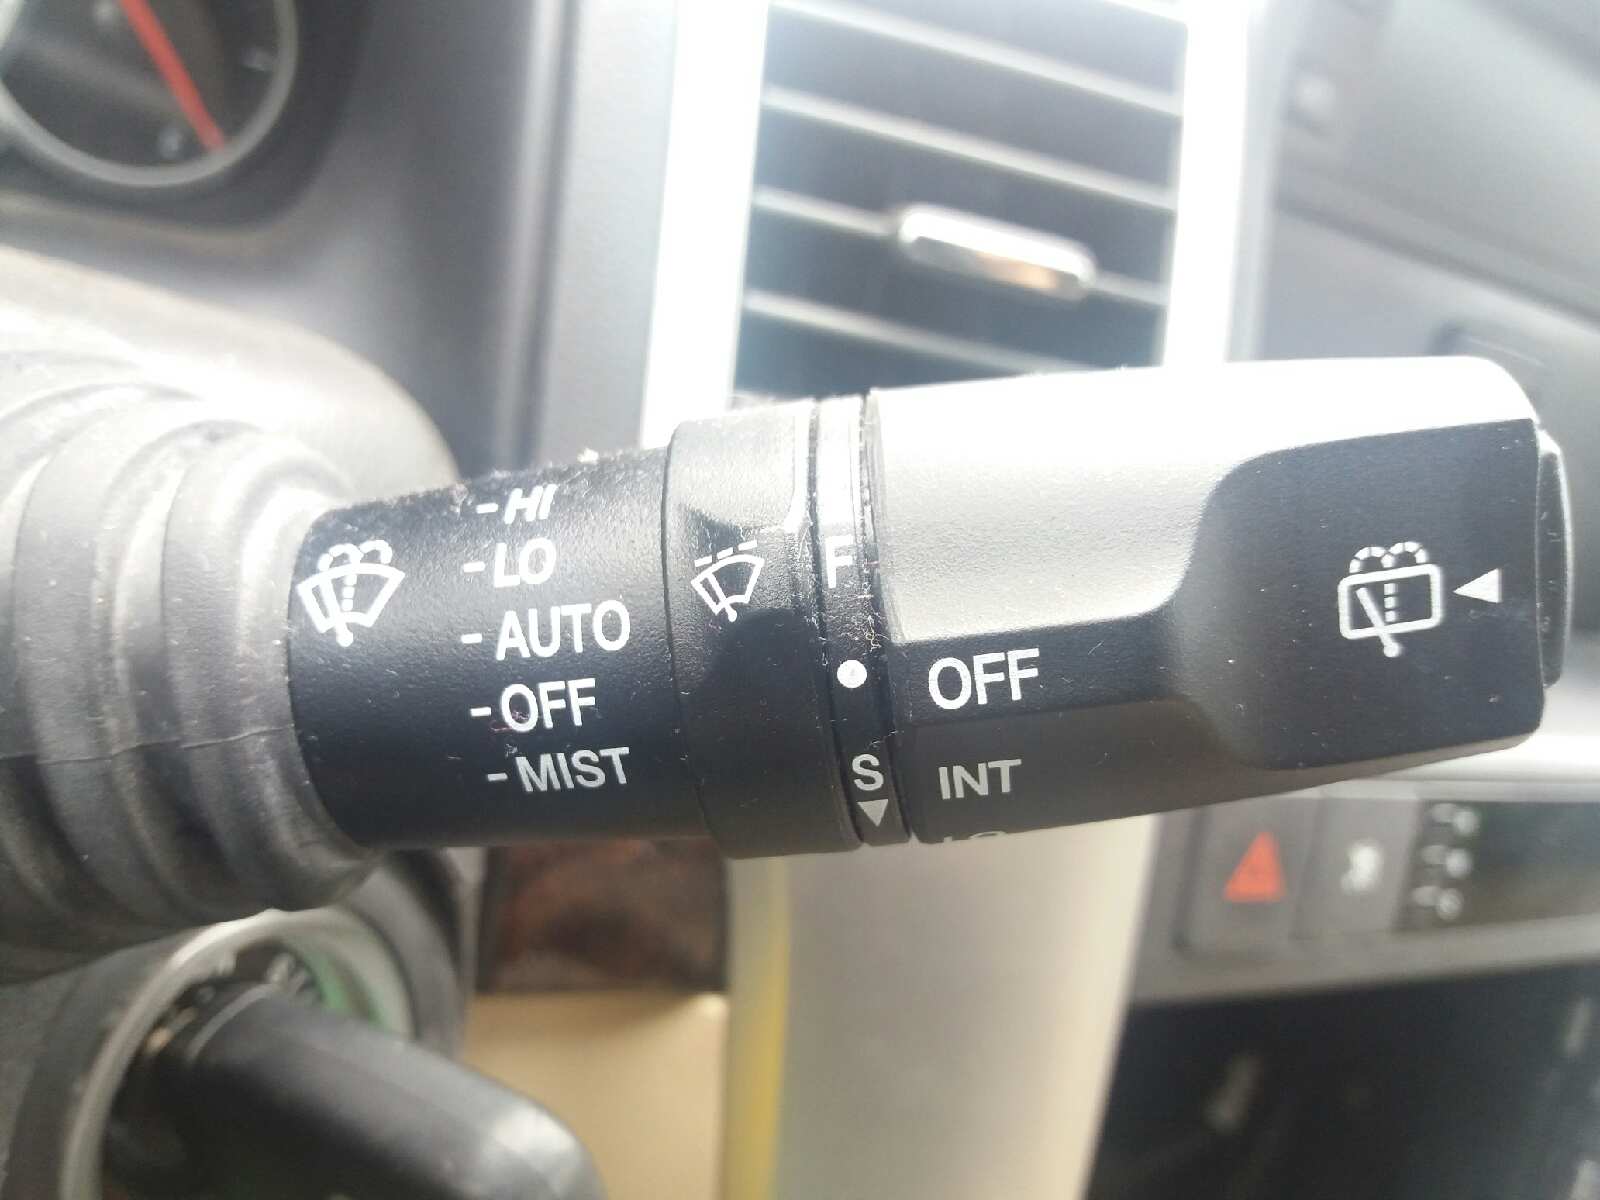 - HI
- LO
- AUTO
- OFF
- MIST
F
S
OFF
INT